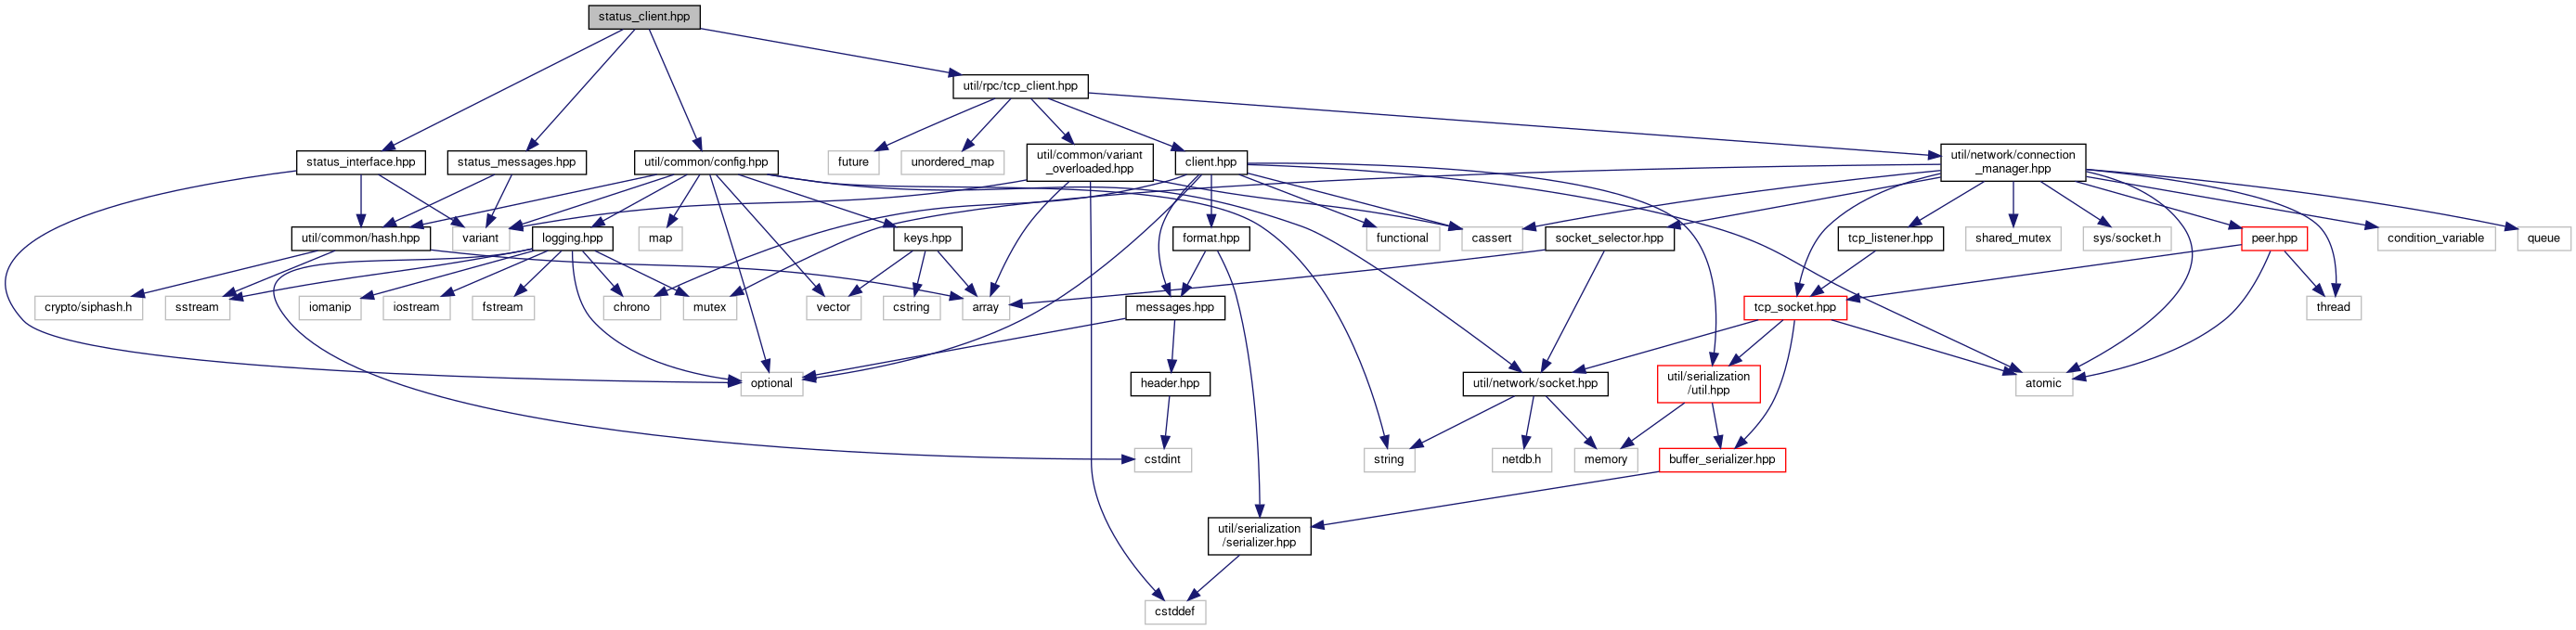 status_client.hpp
util/rpc/tcp_client.hpp
status_interface.hpp
status_messages.hpp
util/common/config.hpp
future
unordered_map
util/common/variant
_overloaded.hpp
client.hpp
util/network/connection
_manager.hpp
util/common/hash.hpp
variant
logging.hpp
map
keys.hpp
functional
cassert
format.hpp
socket_selector.hpp
tcp_listener.hpp
shared_mutex
sys/socket.h
peer.hpp
condition_variable
queue
crypto/siphash.h
sstream
iomanip
iostream
fstream
chrono
mutex
vector
cstring
array
messages.hpp
tcp_socket.hpp
thread
optional
header.hpp
util/network/socket.hpp
util/serialization
/util.hpp
atomic
cstdint
string
netdb.h
memory
buffer_serializer.hpp
util/serialization
/serializer.hpp
cstddef